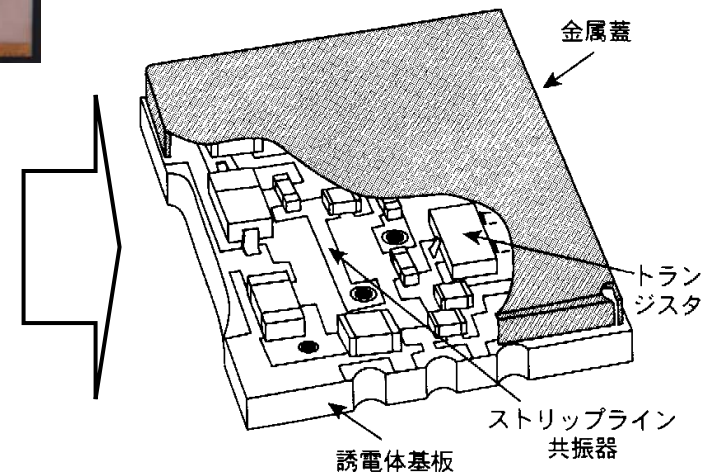 金属蓋
トラン
ジスタ
ストリップライン
共振器
誘電体基板